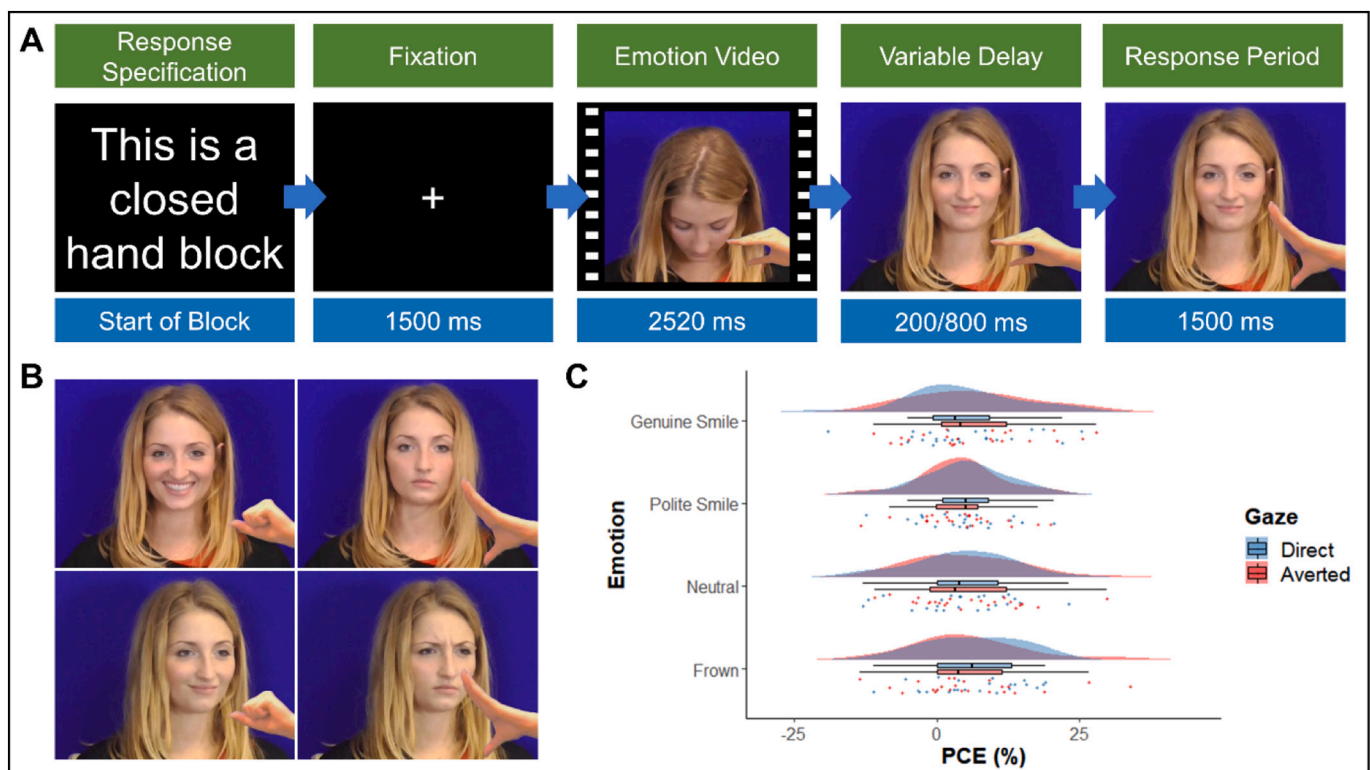 A
Response
Specification
Fixation
Emotion Video
Variable Delay
Response Period
This is a
closed
hand block
+
Start of Block
1500 ms
2520 ms
200/800 ms
1500 ms
B
C
Genuine Smile
Polite Smile
Neutral
Frown
Emotion
-25
0
25
PCE (%)
Gaze
Direct
Averted